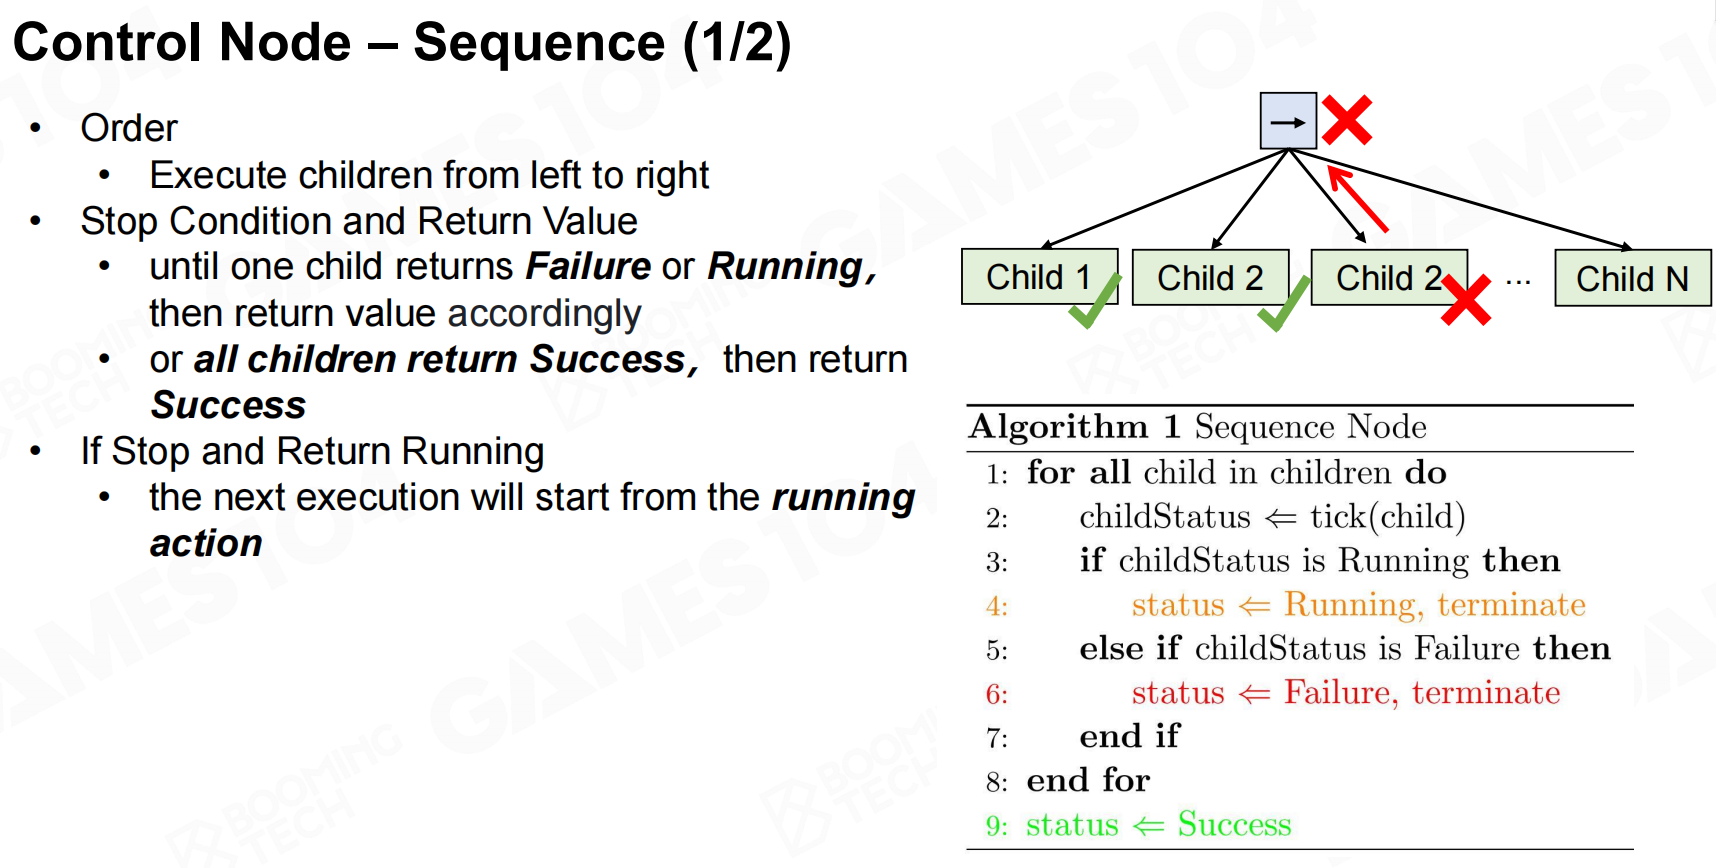 Control Node – Sequence (1/2)
• Order
• Execute children from left to right
• Stop Condition and Return Value
• until one child returns Failure or Running,
then return value accordingly
• or all children return Success, then return
Success
• If Stop and Return Running
• the next execution will start from the running
action
→
Child 1
Child 2
Child 2
...
Child N
Algorithm 1 Sequence Node
1: for all child in children do
2: childStatus ⇐ tick(child)
3: if childStatus is Running then
4: status ⇐ Running, terminate
5: else if childStatus is Failure then
6: status ⇐ Failure, terminate
7: end if
8: end for
9: status ⇐ Success
GAMES104
BOOMING
TECH